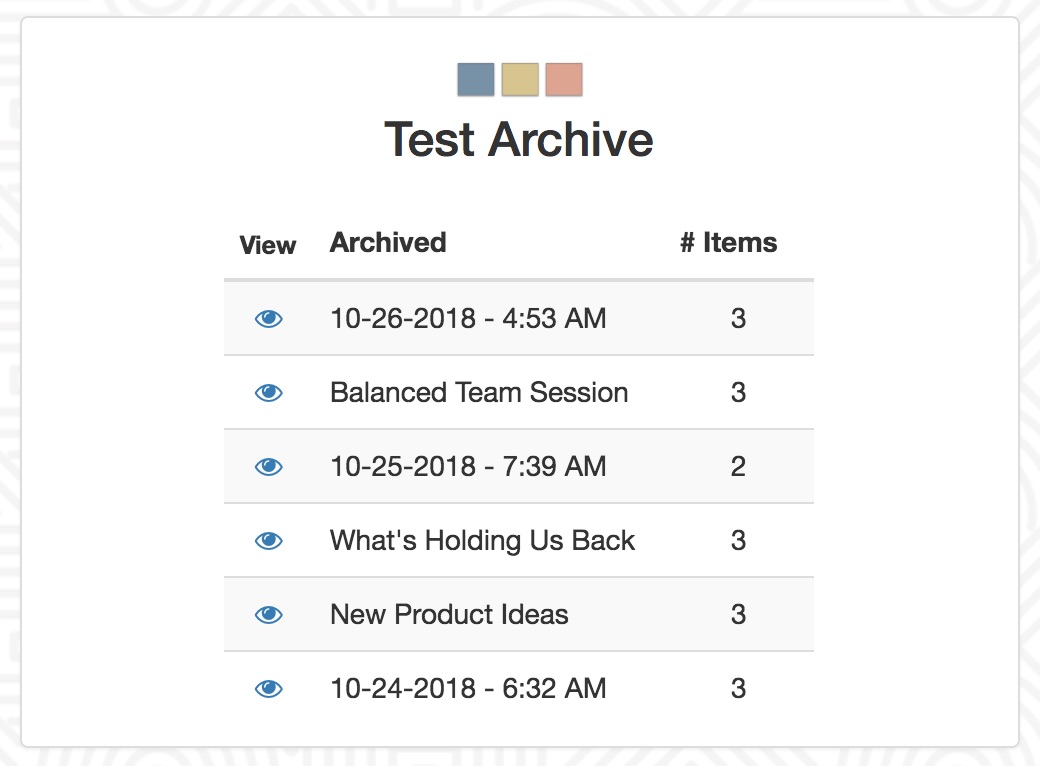 Test Archive
View Archived # Items
10-26-2018 - 4:53 AM 3
Balanced Team Session 3
10-25-2018 - 7:39 AM 2
What's Holding Us Back 3
New Product Ideas 3
10-24-2018 - 6:32 AM 3